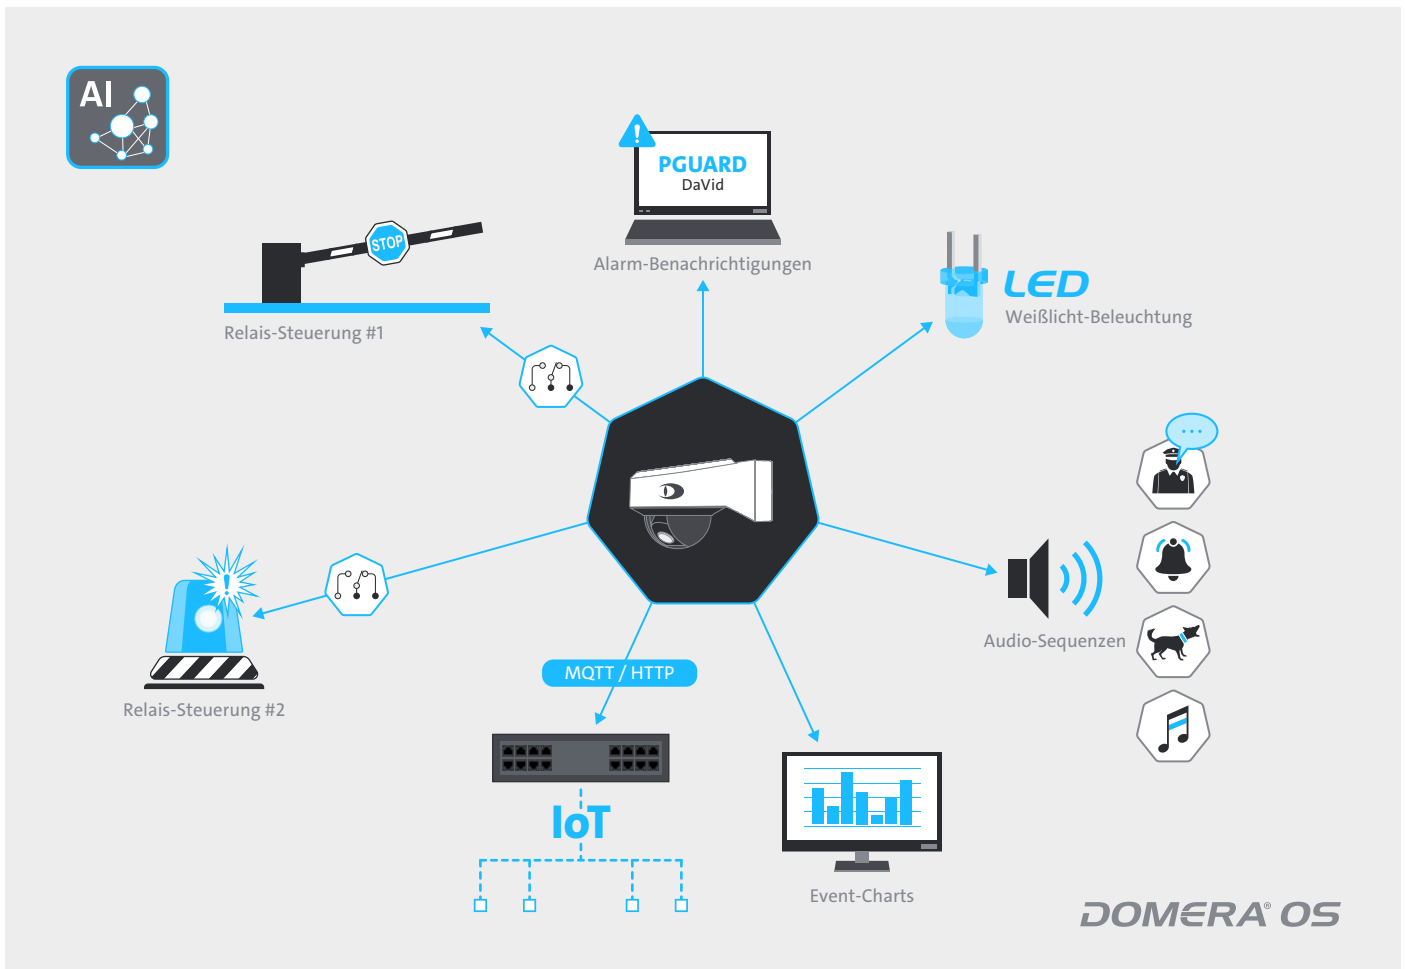 AI
PGUARD
DaVid
Alarm-Benachrichtigungen
STOP
Relais-Steuerung #1
LED
Weißlicht-Beleuchtung
Audio-Sequenzen
Relais-Steuerung #2
MQTT / HTTP
IoT
Event-Charts
DOMERA® OS